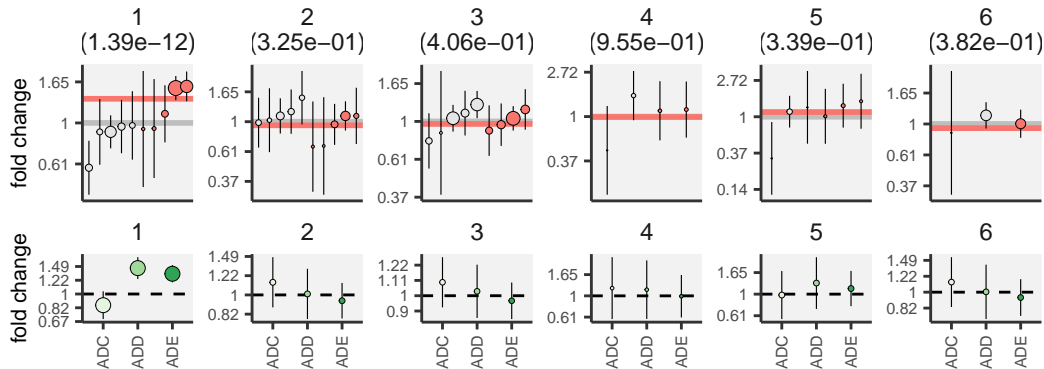 1 2 3 4 5 6
(1.39e−12) (3.25e−01) (4.06e−01) (9.55e−01) (3.39e−01) (3.82e−01)
fold change
1.65 1 0.61
1.65 1 0.61 0.37
1.65 1 0.61 0.37
2.72 1 0.37
2.72 1 0.37 0.14
1.65 1 0.61 0.37
1 2 3 4 5 6
fold change
1.49 1.22 1 0.82 0.67
1.22 1 0.82
1.22 1.11 1 0.9
1.65 1 0.61
1.65 1 0.61
1.49 1.22 1 0.82
ADC ADD ADE ADC ADD ADE ADC ADD ADE ADC ADD ADE ADC ADD ADE ADC ADD ADE